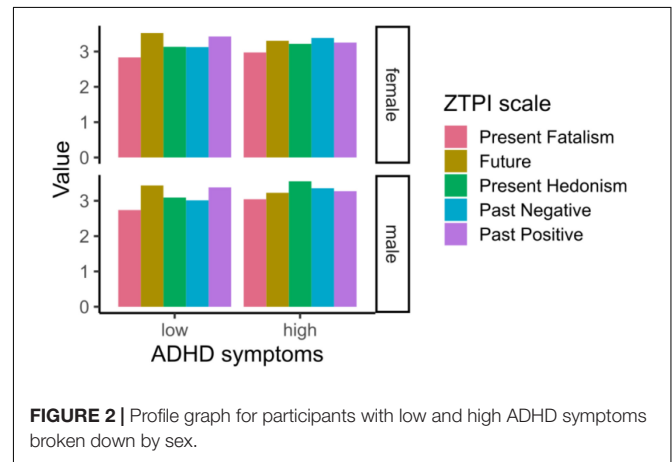 3
2
1
0
female
3
2
1
0
male
Value
low high
ADHD symptoms
ZTPI scale
Present Fatalism
Future
Present Hedonism
Past Negative
Past Positive
FIGURE 2 | Profile graph for participants with low and high ADHD symptoms
broken down by sex.